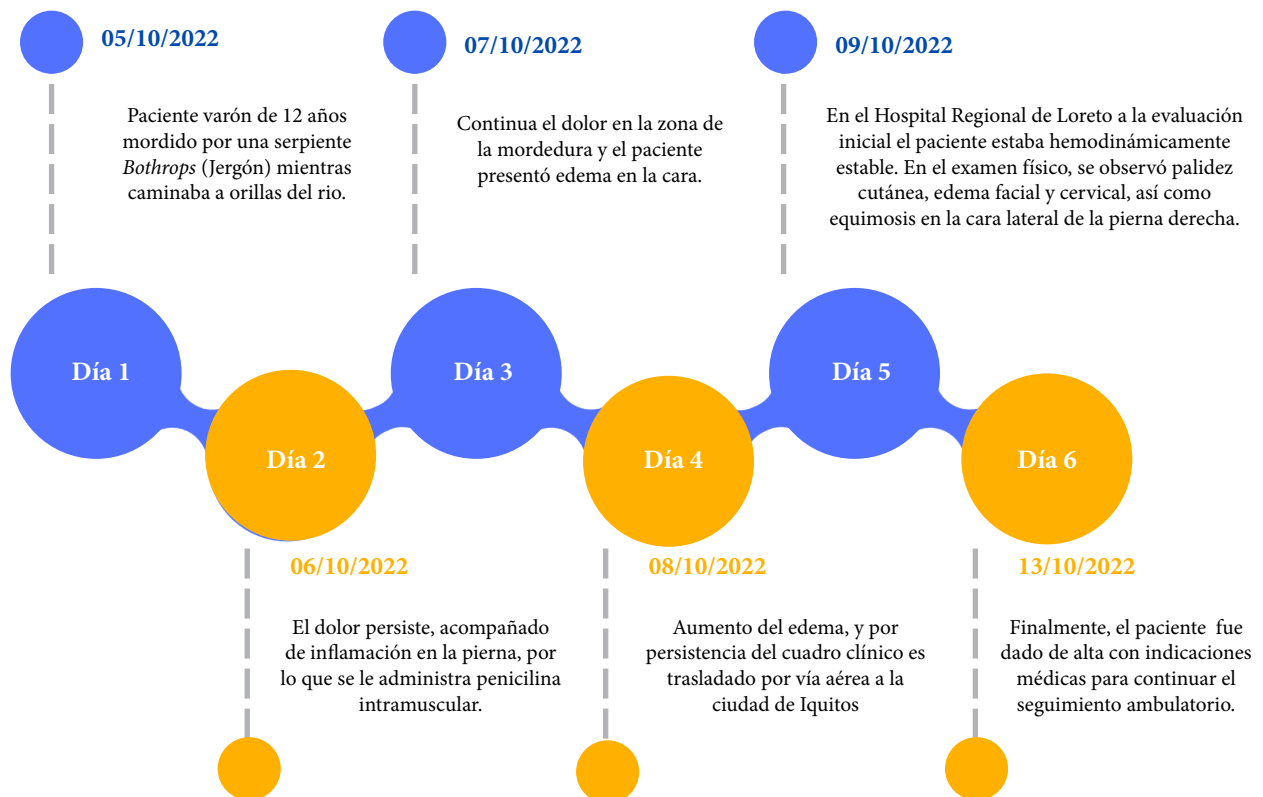 05/10/2022
Paciente varón de 12 años
mordido por una serpiente
Bothrops (Jergón) mientras
caminaba a orillas del rio.
07/10/2022
Continua el dolor en la zona de
la mordedura y el paciente
presentó edema en la cara.
09/10/2022
En el Hospital Regional de Loreto a la evaluación
inicial el paciente estaba hemodinámicamente
estable. En el examen físico, se observó palidez
cutánea, edema facial y cervical, así como
equimosis en la cara lateral de la pierna derecha.
Día 1
Día 2
Día 3
Día 4
Día 5
Día 6
06/10/2022
El dolor persiste, acompañado
de inflamación en la pierna, por
lo que se le administra penicilina
intramuscular.
08/10/2022
Aumento del edema, y por
persistencia del cuadro clínico es
trasladado por vía aérea a la
ciudad de Iquitos
13/10/2022
Finalmente, el paciente fue
dado de alta con indicaciones
médicas para continuar el
seguimiento ambulatorio.